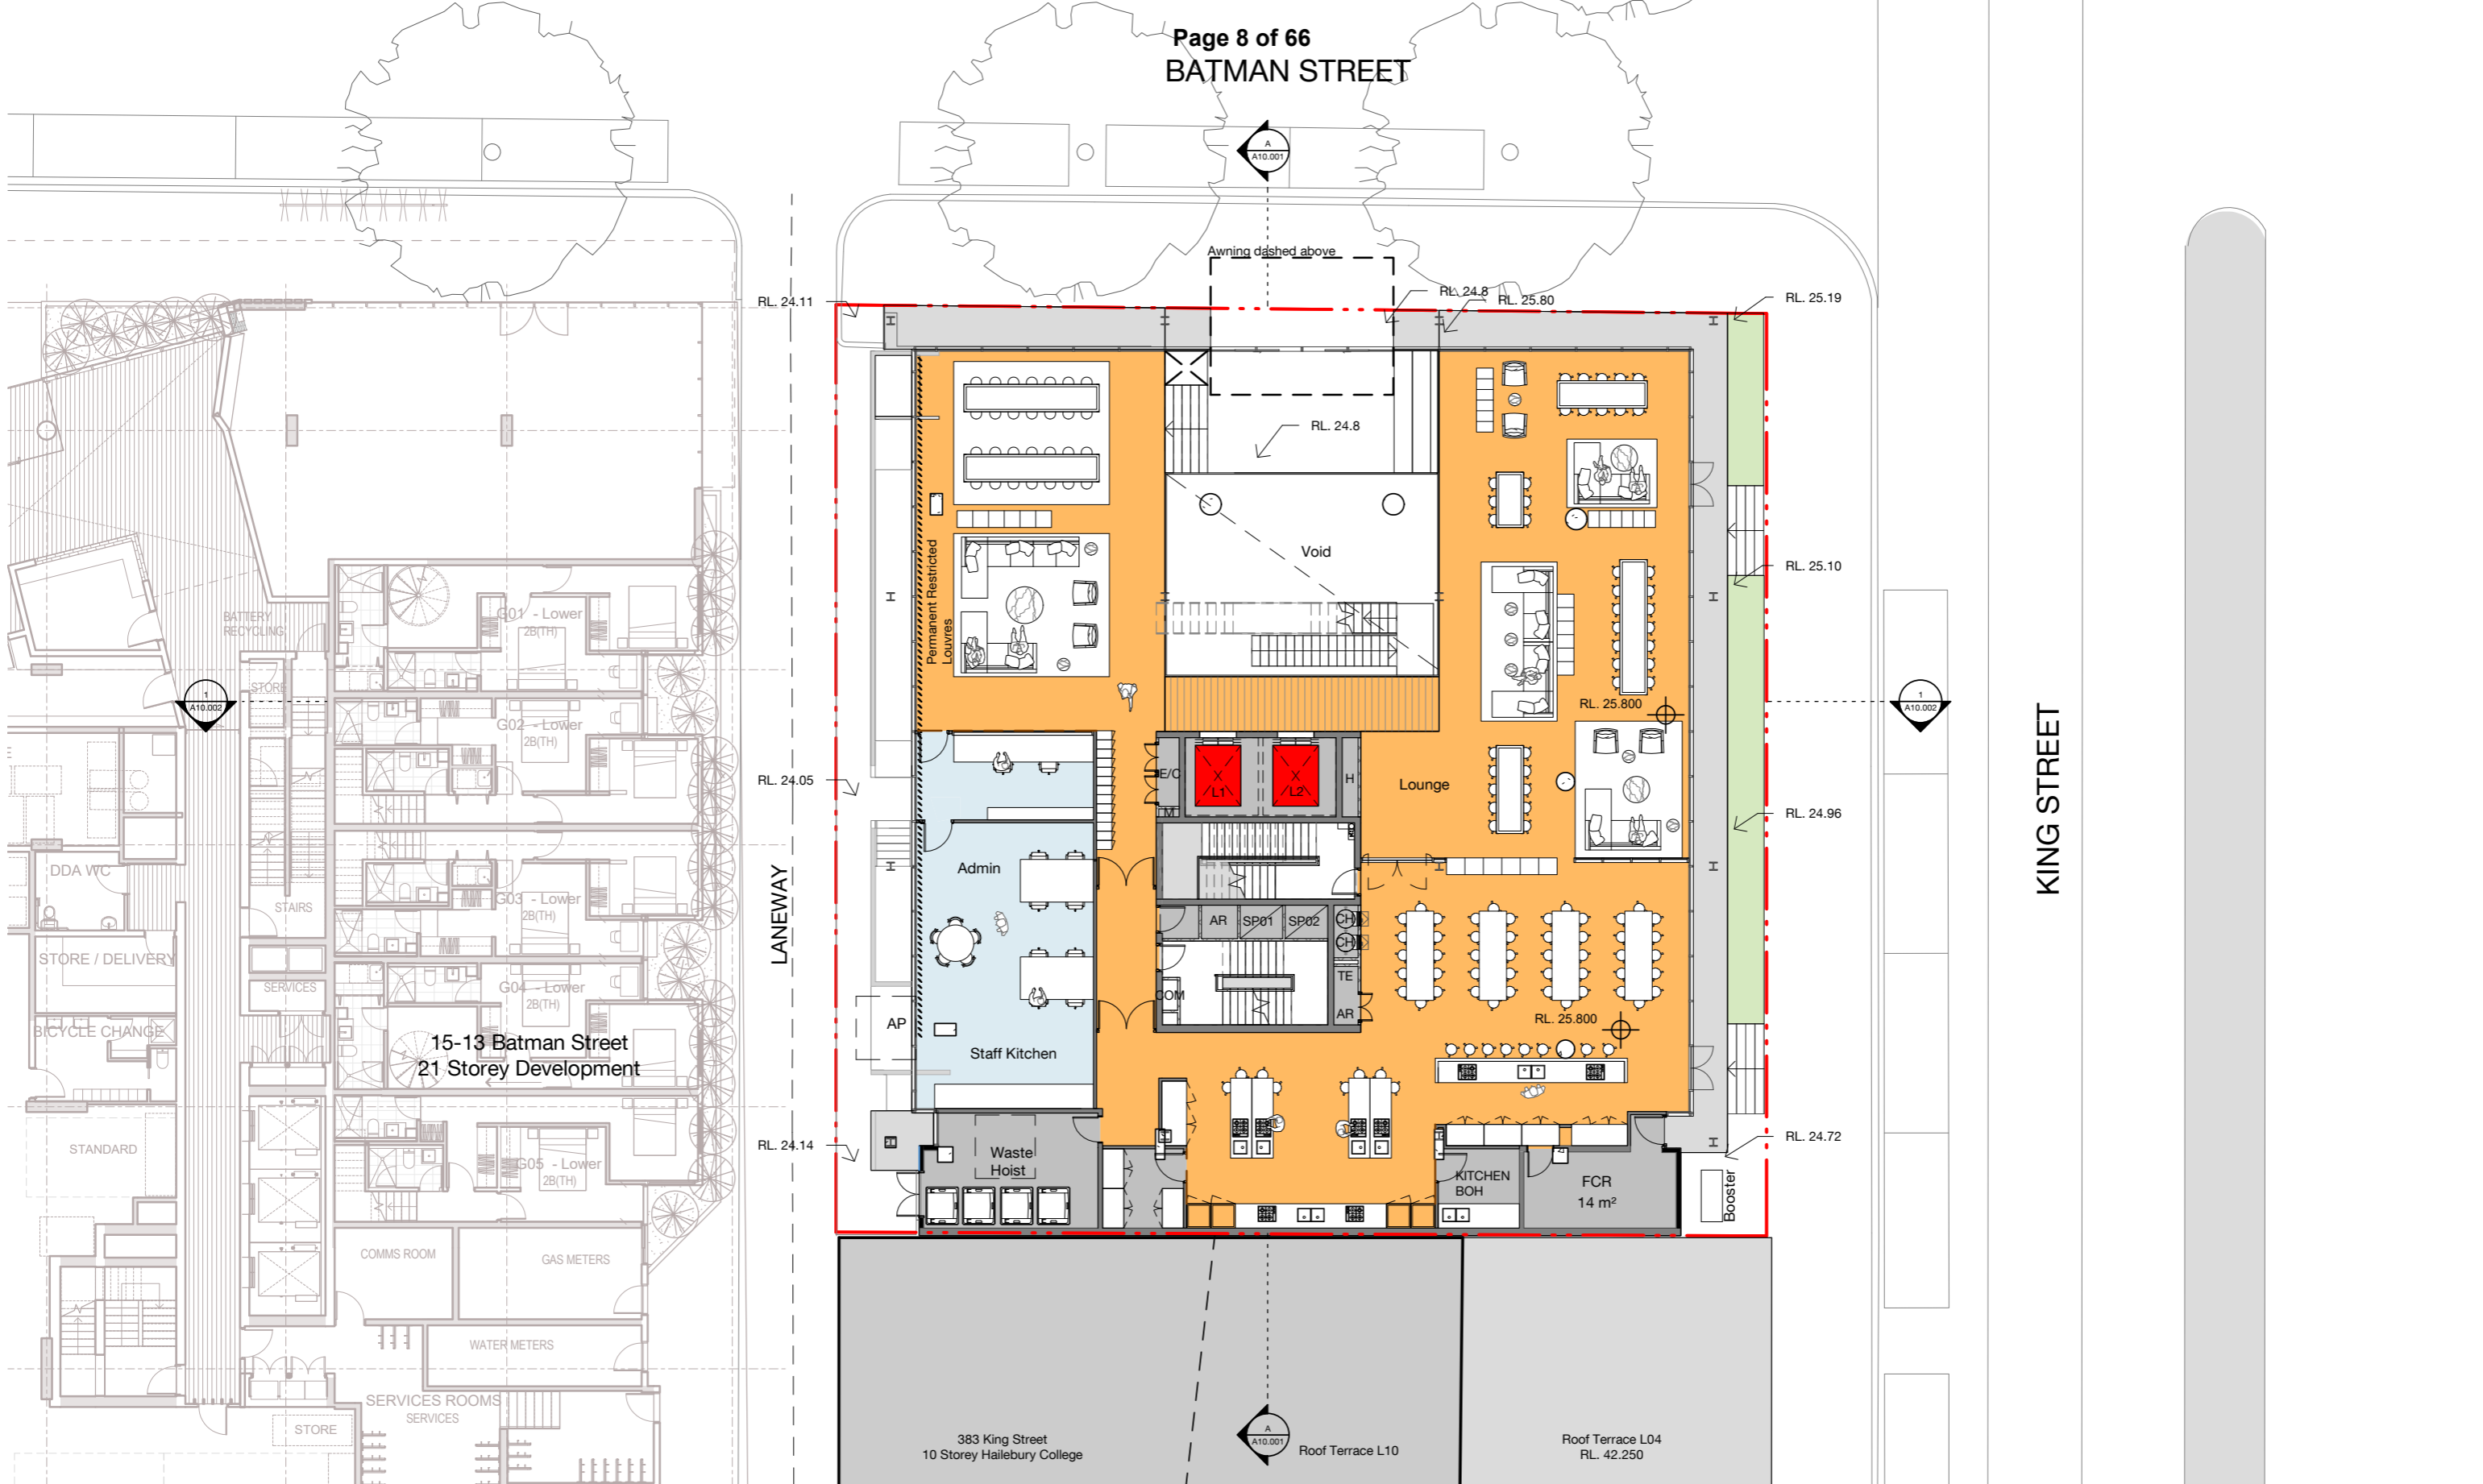 Page 8 of 66
BATMAN STREET
A
A10.001
Awning dashed above
RL. 24.11
RL. 24.8
RL. 25.80
RL. 25.19
RL. 24.8
Void
Permanent Restricted
Louvres
RL. 25.10
G01 - Lower
2B(TH)
BATTERY
RECYCLING
STORE
1
A10.002
G02 - Lower
2B(TH)
RL. 25.800
1
A10.002
KING STREET
RL. 24.05
E/C
M
L1
L2
H
Lounge
RL. 24.96
LANEWAY
Admin
DDA WC
STAIRS
G03 - Lower
2B(TH)
AR
SP01
SP02
CH
CH
STORE / DELIVERY
SERVICES
G04 - Lower
2B(TH)
COM
TE
AR
AP
RL. 25.800
BICYCLE CHANGE
15-13 Batman Street
21 Storey Development
Staff Kitchen
STANDARD
RL. 24.14
RL. 24.72
Waste
Hoist
G05 - Lower
2B(TH)
KITCHEN
BOH
FCR
14 m²
Booster
COMMS ROOM
GAS METERS
WATER METERS
SERVICES ROOMS
SERVICES
STORE
383 King Street
10 Storey Hailebury College
A
A10.001
Roof Terrace L10
Roof Terrace L04
RL. 42.250